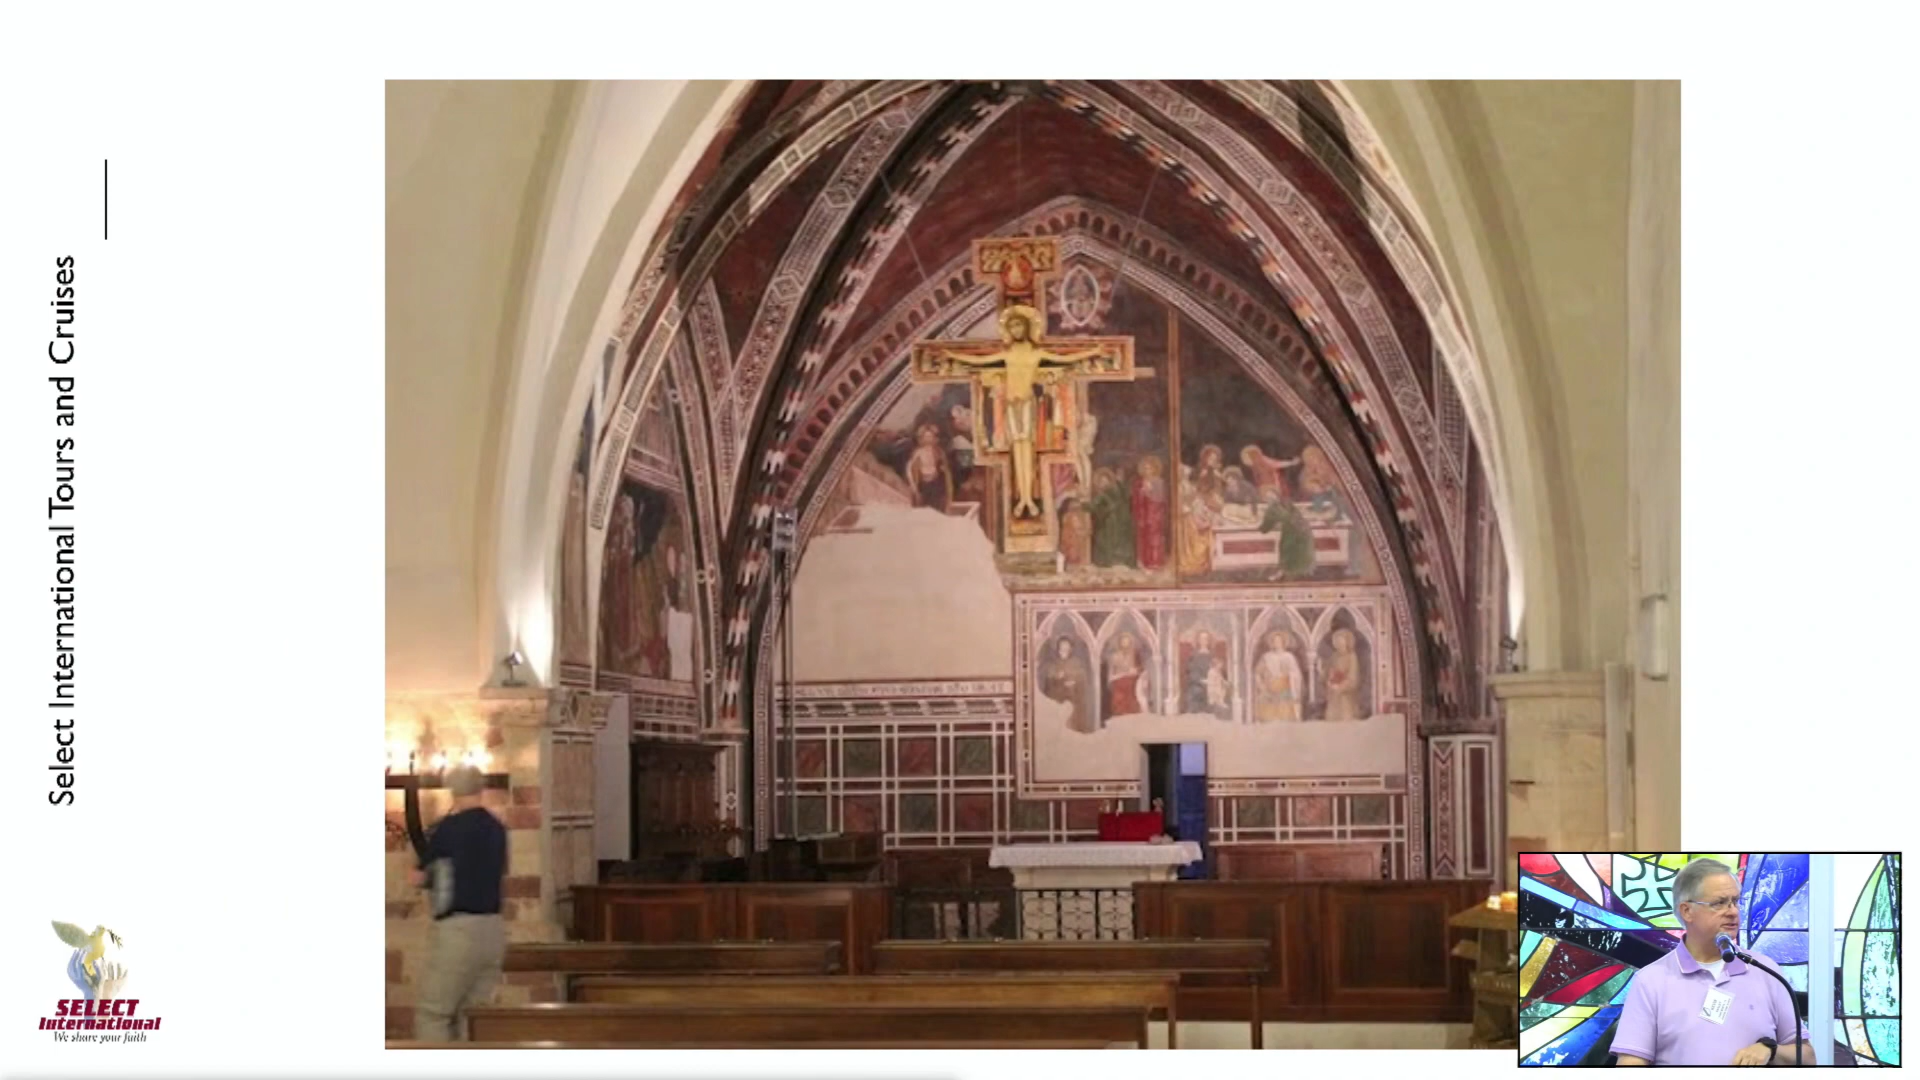 Select International Tours and Cruises
SELECT
International
We share your faith